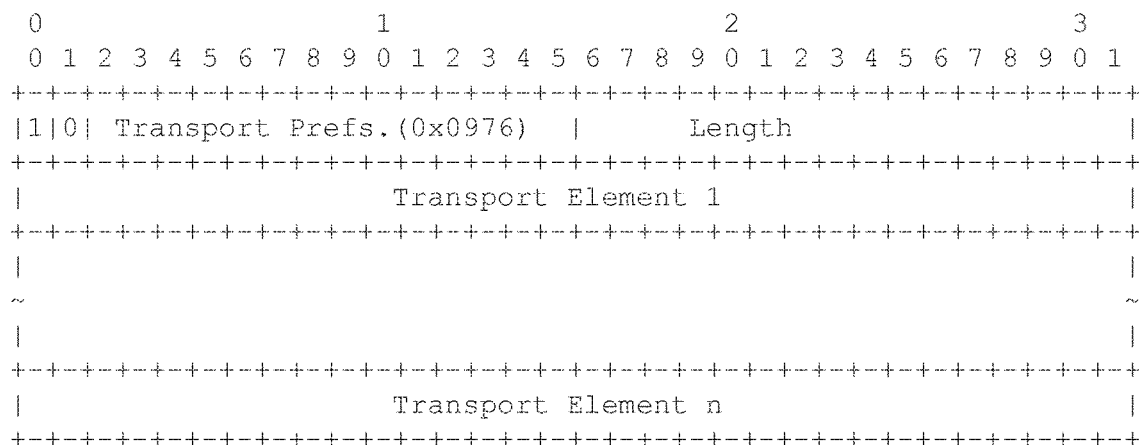 0                   1                   2                   3
 0 1 2 3 4 5 6 7 8 9 0 1 2 3 4 5 6 7 8 9 0 1 2 3 4 5 6 7 8 9 0 1
+-+-+-+-+-+-+-+-+-+-+-+-+-+-+-+-+-+-+-+-+-+-+-+-+-+-+-+-+-+-+-+-+
|1|0| Transport Prefs.(0x0976)  |      Length                   |
+-+-+-+-+-+-+-+-+-+-+-+-+-+-+-+-+-+-+-+-+-+-+-+-+-+-+-+-+-+-+-+-+
|                     Transport Element 1                       |
+-+-+-+-+-+-+-+-+-+-+-+-+-+-+-+-+-+-+-+-+-+-+-+-+-+-+-+-+-+-+-+-+
|                                                               |
~                                                               ~
|                                                               |
+-+-+-+-+-+-+-+-+-+-+-+-+-+-+-+-+-+-+-+-+-+-+-+-+-+-+-+-+-+-+-+-+
|                     Transport Element n                       |
+-+-+-+-+-+-+-+-+-+-+-+-+-+-+-+-+-+-+-+-+-+-+-+-+-+-+-+-+-+-+-+-+